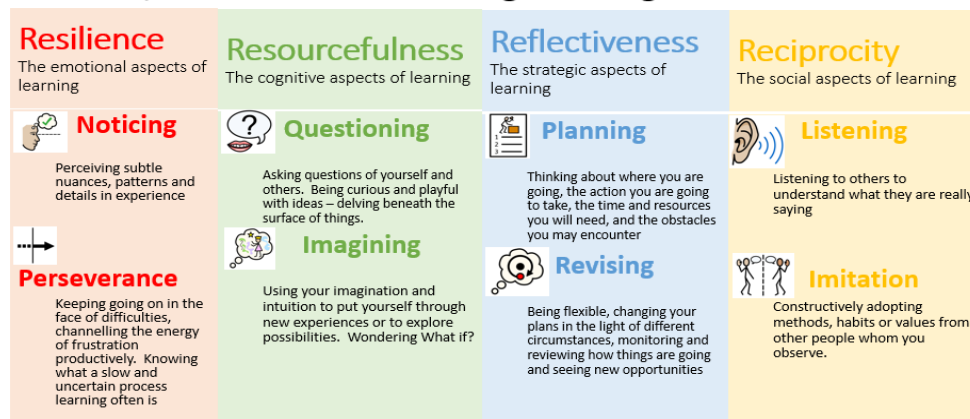 Resilience
The emotional aspects of
learning
Noticing
Perceiving subtle
nuances, patterns and
details in experience
Perseverance
Keeping going on in the
face of difficulties,
channelling the energy
of frustration
productively. Knowing
what a slow and
uncertain process
learning often is
Resourcefulness
The cognitive aspects of learning
?
Questioning
Asking questions of yourself and
others. Being curious and playful
with ideas – delving beneath the
surface of things.
Imagining
Using your imagination and
intuition to put yourself through
new experiences or to explore
possibilities. Wondering What if?
Reflectiveness
The strategic aspects of
learning
1
2
3
Planning
Thinking about where you are
going, the action you are going
to take, the time and resources
you will need, and the obstacles
you may encounter
Revising
Being flexible, changing your
plans in the light of different
circumstances, monitoring and
reviewing how things are going
and seeing new opportunities
Reciprocity
The social aspects of learning
Listening
Listening to others to
understand what they are really
saying
Imitation
Constructively adopting
methods, habits or values from
other people whom you
observe.